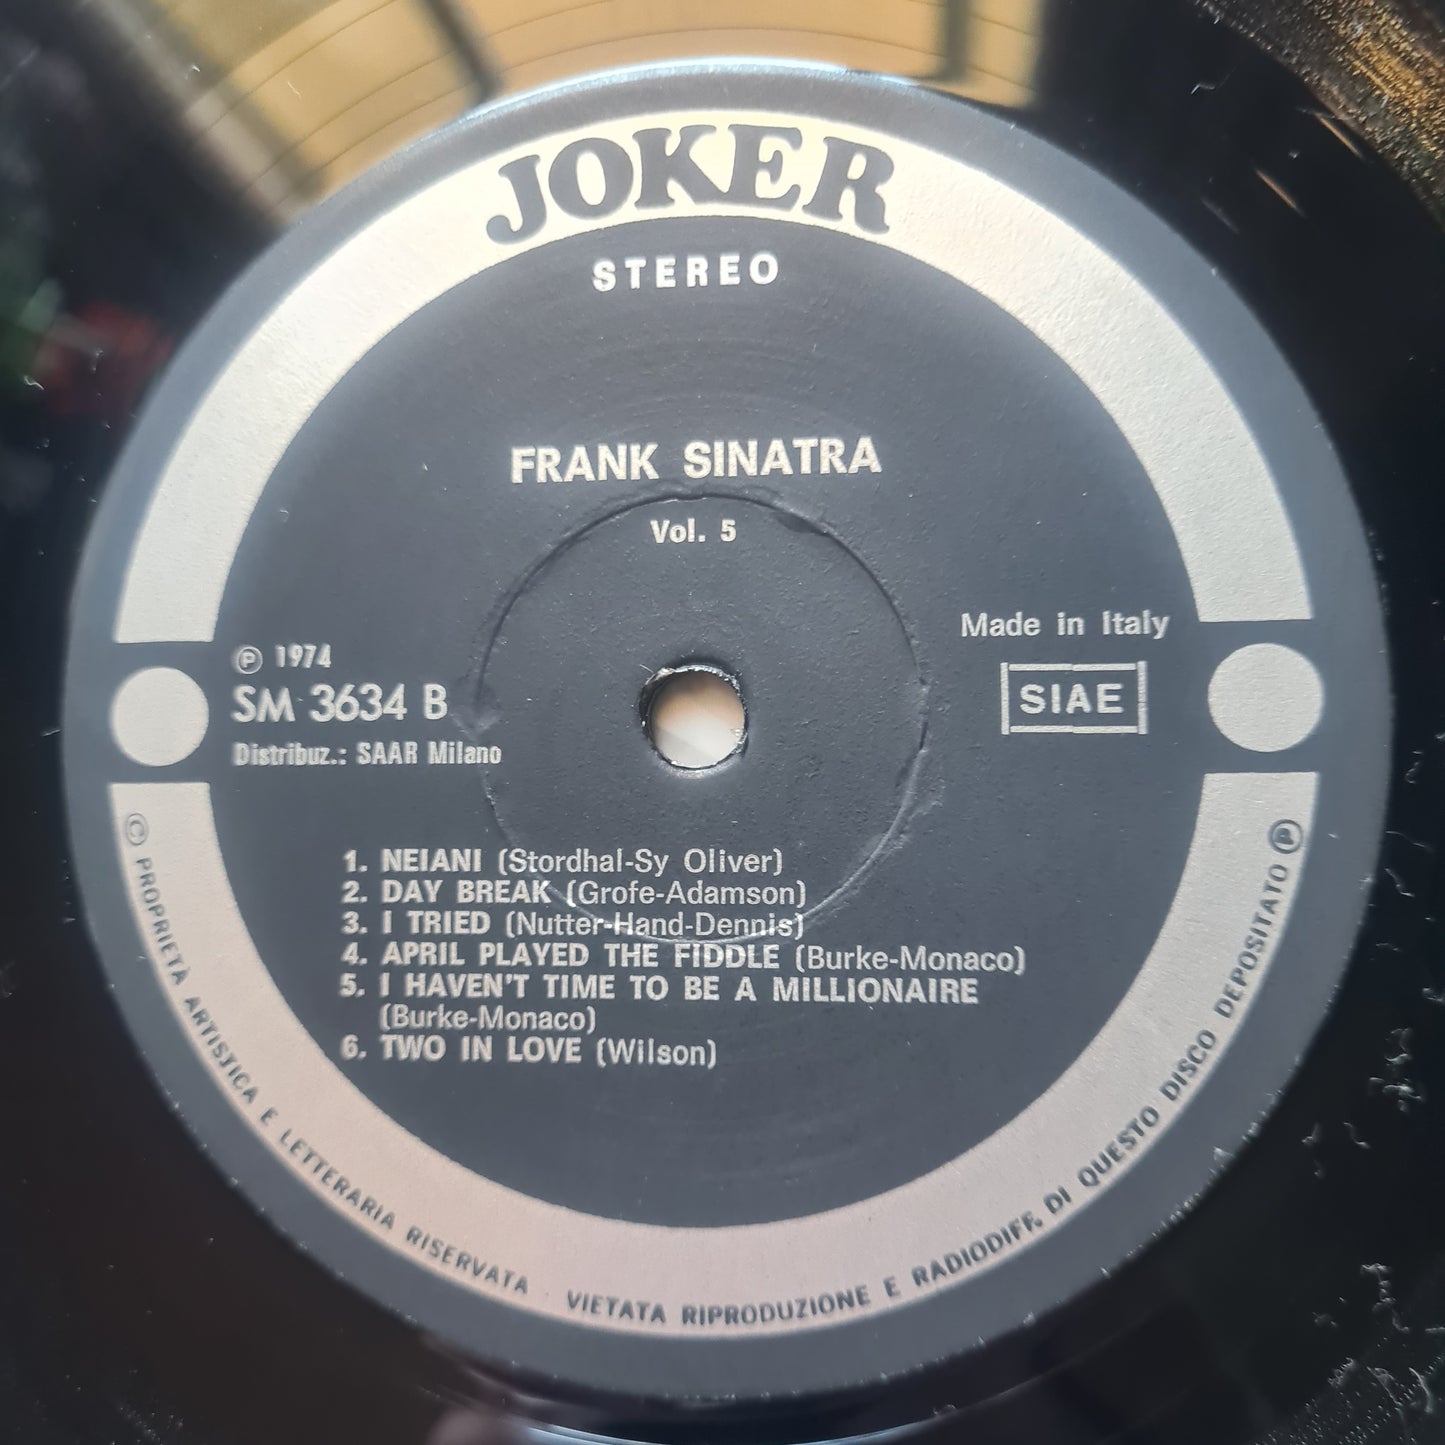 JOKER
STEREO
FRANK SINATRA
Vol. 5
Made in Italy
SIAE
Ⓟ 1974
SM 3634 B
Distribuz.: SAAR Milano
1. NEIANI (Stordhal-Sy Oliver)
2. DAY BREAK (Grofe-Adamson)
3. I TRIED (Nutter-Hand-Dennis)
4. APRIL PLAYED THE FIDDLE (Burke-Monaco)
5. I HAVEN'T TIME TO BE A MILLIONAIRE
(Burke-Monaco)
6. TWO IN LOVE (Wilson)
© PROPRIETÀ ARTISTICA E LETTERARIA RISERVATA VIETATA RIPRODUZIONE E RADIODIFF. DI QUESTO DISCO DEPOSITATO Ⓟ